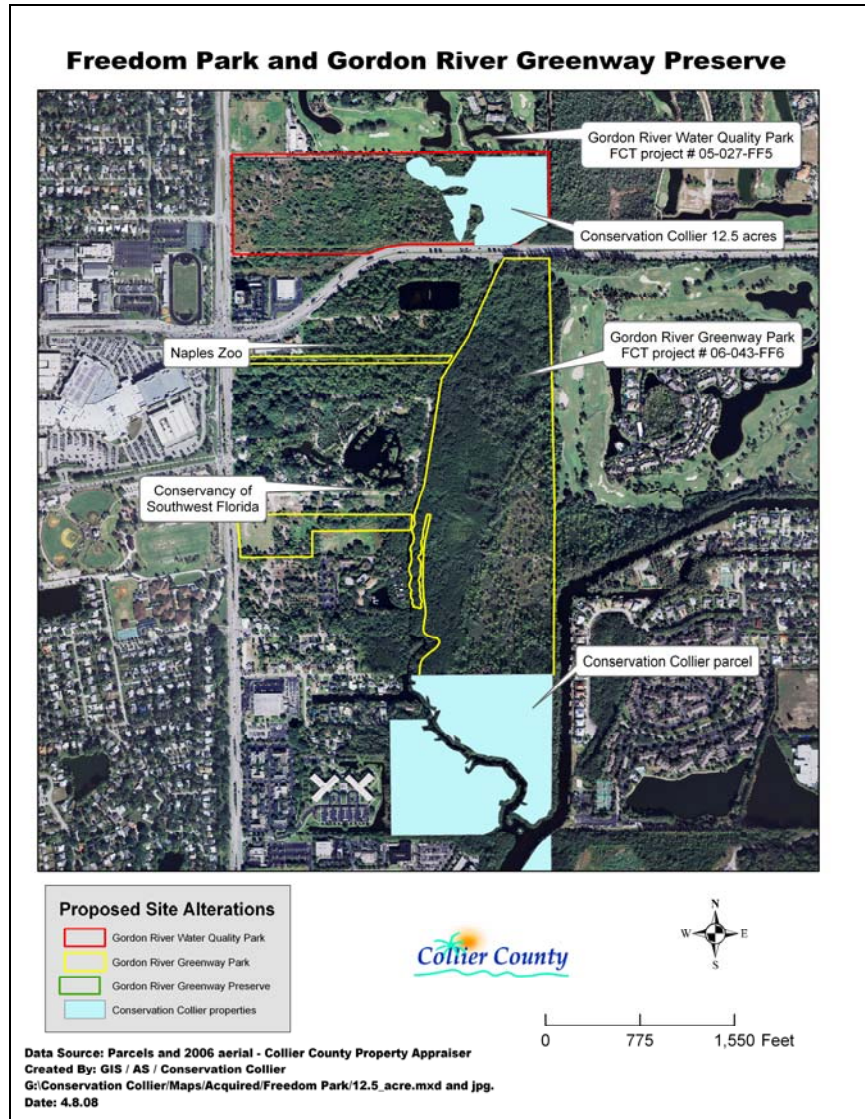 Freedom Park and Gordon River Greenway Preserve
Gordon River Water Quality Park
FCT project # 05-027-FF5
Conservation Collier 12.5 acres
Naples Zoo
Gordon River Greenway Park
FCT project # 06-043-FF6
Conservancy of
Southwest Florida
Conservation Collier parcel
Proposed Site Alterations
Gordon River Water Quality Park
Gordon River Greenway Park
Gordon River Greenway Preserve
Conservation Collier properties
Collier County
N
W E
S
0 775 1,550 Feet
Data Source: Parcels and 2006 aerial - Collier County Property Appraiser
Created By: GIS / AS / Conservation Collier
G:\Conservation Collier/Maps/Acquired/Freedom Park/12.5_acre.mxd and jpg.
Date: 4.8.08